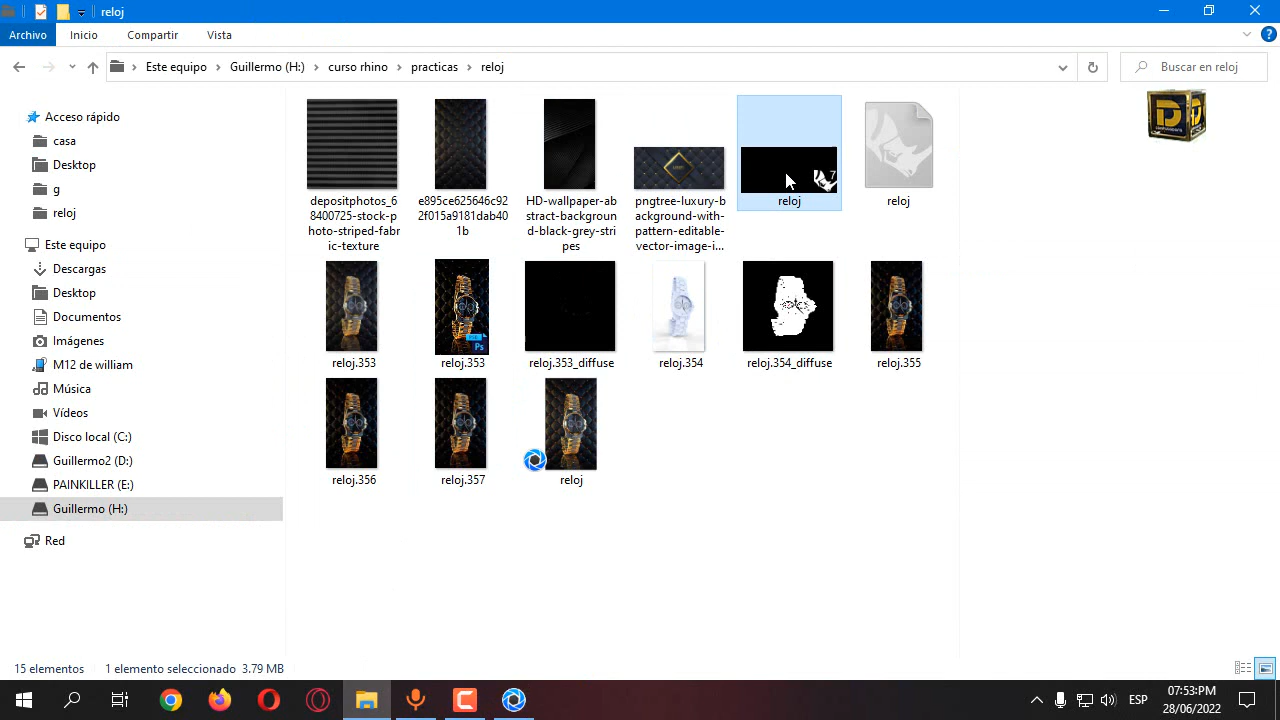 reloj
Archivo
Inicio
Compartir
Vista
?
Este equipo
Guillermo (H:)
curso rhino
practicas
reloj
Buscar en reloj
Acceso rápido
casa
Desktop
g
reloj
Este equipo
Descargas
Desktop
Documentos
Imágenes
M12 de william
Música
Vídeos
Disco local (C:)
Guillermo2 (D:)
PAINKILLER (E:)
Guillermo (H:)
Red
depositphotos_6
8400725-stock-p
hoto-striped-fab
ric-texture
e895ce625646c92
2f015a9181dab40
1b
HD-wallpaper-ab
stract-backgroun
d-black-grey-stri
pes
pngtree-luxury-b
ackground-with-
pattern-editable-
vector-image-i...
7
reloj
reloj
reloj.353
Ps
reloj.353
reloj.353_diffuse
reloj.354
reloj.354_diffuse
reloj.355
reloj.356
reloj.357
reloj
D
15 elementos
1 elemento seleccionado 3.79 MB
ESP
07:53:PM
28/06/2022